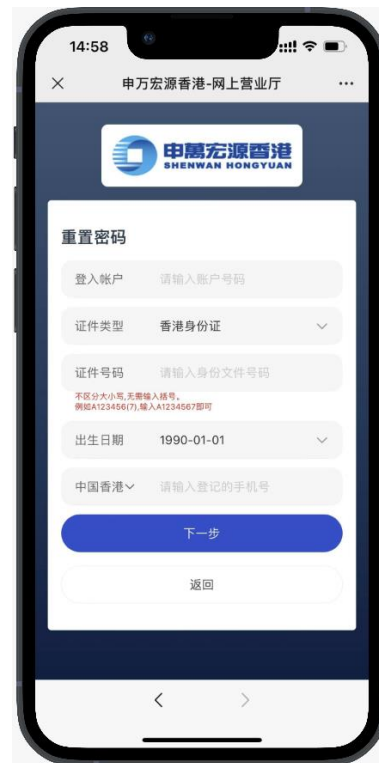 14:58
申万宏源香港-网上营业厅
申萬宏源香港
SHENWAN HONGYUAN
重置密码
登入帐户 请输入账户号码
证件类型 香港身份证
证件号码 请输入身份文件号码
不区分大小写,无需输入括号。
例如A123456(7),输入A1234567即可
出生日期 1990-01-01
中国香港 请输入登记的手机号
下一步
返回